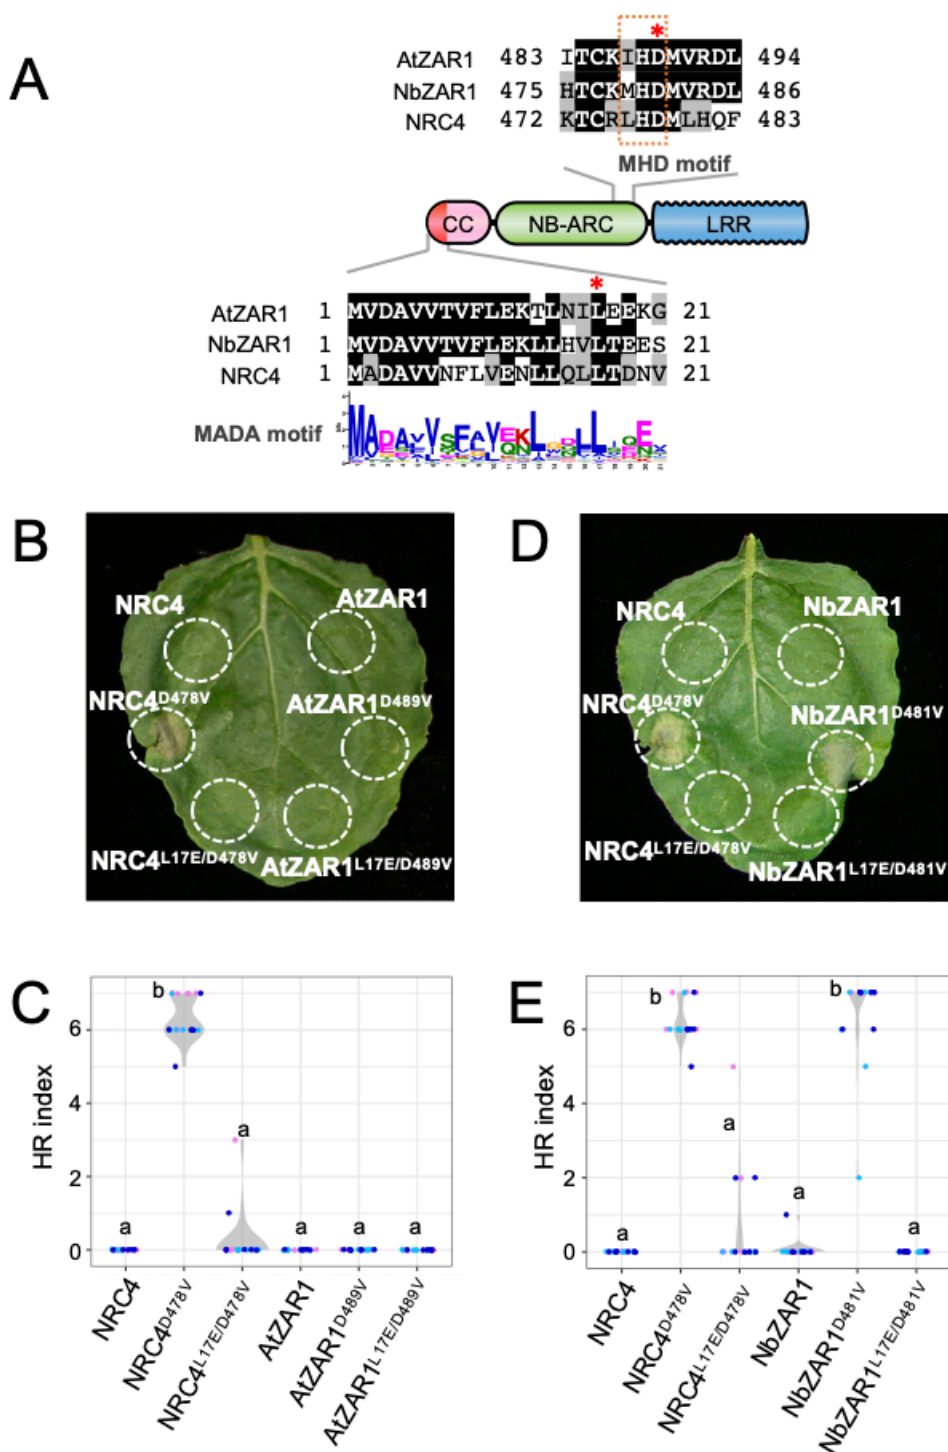 A
*
AtZAR1 483 ITCKIHDMVRDL 494
NbZAR1 475 HTCKMHDMVRDL 486
NRC4 472 KTCRLHDMLHQF 483
MHD motif
CC NB-ARC LRR
*
AtZAR1 1 MVDAVVTVFLEKTLNILEEKG 21
NbZAR1 1 MVDAVVTVFLEKLLHVLTEES 21
NRC4 1 MADAVVNFLVENLLQLLTDNV 21
MADA motif
B
NRC4 AtZAR1
NRC4D478V AtZAR1D489V
NRC4L17E/D478V AtZAR1L17E/D489V
D
NRC4 NbZAR1
NRC4D478V NbZAR1D481V
NRC4L17E/D478V NbZAR1L17E/D481V
C
HR index
6
4
2
0
a b a a a a
NRC4
NRC4D478V
NRC4L17E/D478V
AtZAR1
AtZAR1D489V
AtZAR1L17E/D489V
E
HR index
6
4
2
0
a b a a b a
NRC4
NRC4D478V
NRC4L17E/D478V
NbZAR1
NbZAR1D481V
NbZAR1L17E/D481V